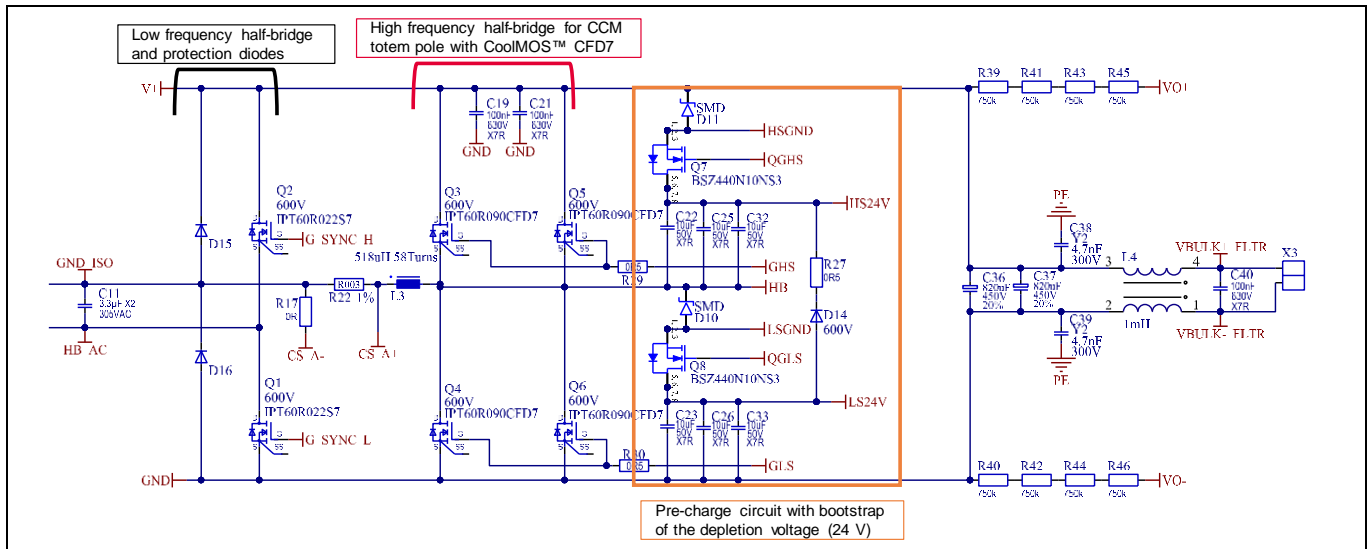 Low frequency half-bridge
and protection diodes
High frequency half-bridge for CCM
totem pole with CoolMOS™ CFD7
V+
C19
100nF
630V
X7R
GND
C21
100nF
630V
X7R
GND
SMD
D11
HSGND
QGHS
Q7
BSZ440N10NS3
R39
750k
R41
750k
R43
750k
R45
750k
VO+
Q2
600V
IPT60R022S7
G_SYNC_H
D15
Q3
600V
IPT60R090CFD7
Q5
600V
IPT60R090CFD7
C22
10uF
50V
X7R
C25
10uF
50V
X7R
C32
10uF
50V
X7R
HS24V
R27
0R5
GHS
0R5
R29
HB
GND_ISO
C11
3.3µF X2
305VAC
HB_AC
R17
0R
CS_A-
R003
R22 1%
518uH 58Turns
L3
CS_A+
SMD
D10
LSGND
D14
600V
QGLS
Q8
BSZ440N10NS3
PE
C38
Y2
4.7nF
300V
C36
820uF
450V
20%
C37
820uF
450V
20%
C39
Y2
4.7nF
300V
PE
3
L4
4
2
1
1mH
VBULK+_FLTR
X3
C40
100nF
630V
X7R
VBULK-_FLTR
D16
Q1
600V
IPT60R022S7
G_SYNC_L
Q4
600V
IPT60R090CFD7
Q6
600V
IPT60R090CFD7
C23
10uF
50V
X7R
C26
10uF
50V
X7R
C33
10uF
50V
X7R
LS24V
R30
0R5
GLS
GND
R40
750k
R42
750k
R44
750k
R46
750k
VO-
Pre-charge circuit with bootstrap
of the depletion voltage (24 V)